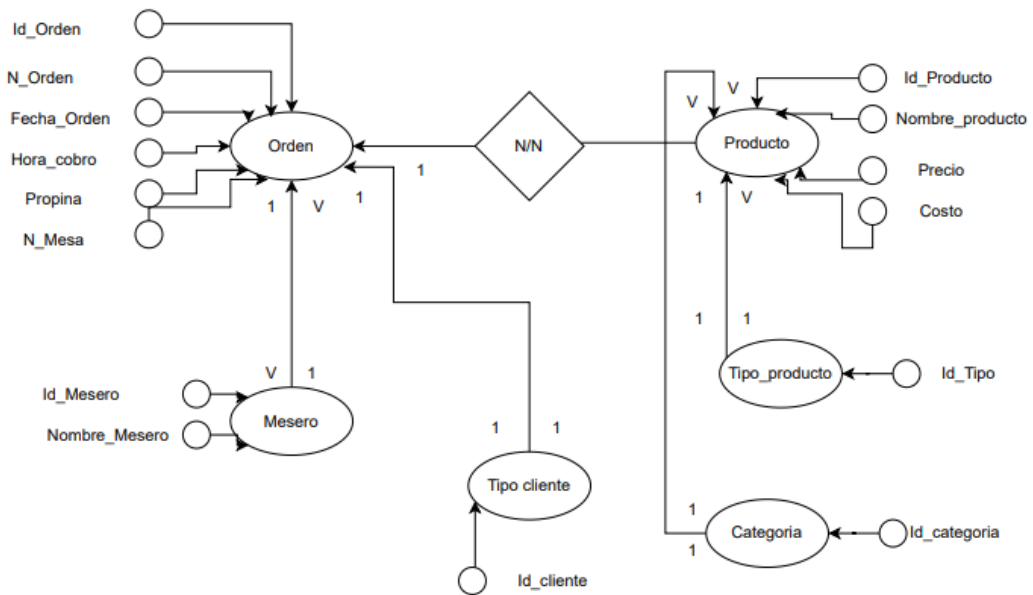 Id_Orden
N_Orden
Fecha_Orden
Hora_cobro
Propina
N_Mesa
Orden
1
V
1
1
N/N
V
V
Producto
Id_Producto
Nombre_producto
Precio
Costo
1
V
1
1
Tipo_producto
Id_Tipo
V
1
Id_Mesero
Nombre_Mesero
Mesero
1
1
Tipo cliente
Id_cliente
1
1
Categoria
Id_categoria